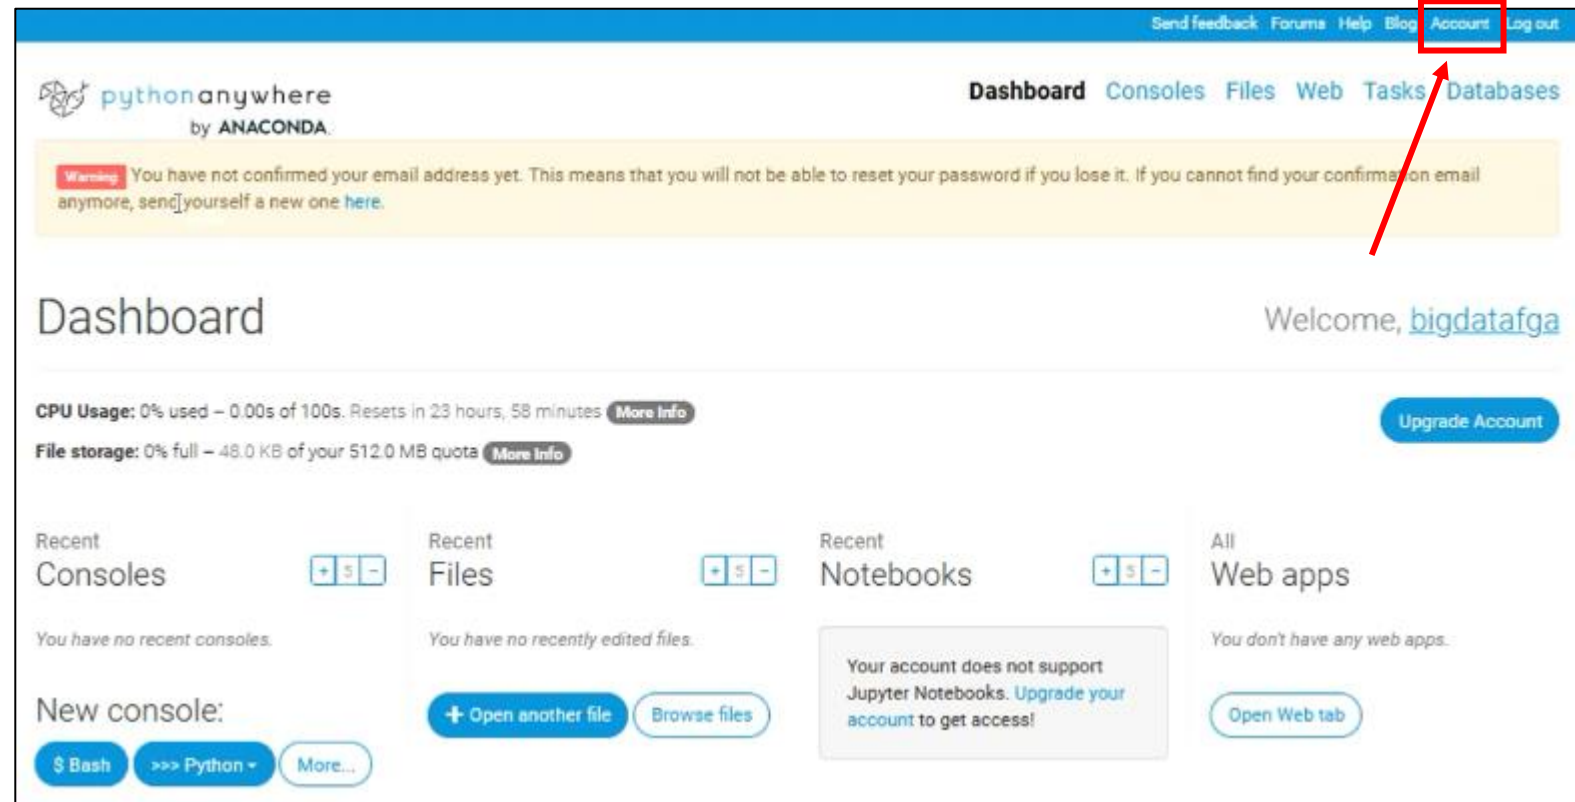 Send feedback Forums Help Blog Account Log out
pythonanywhere
by ANACONDA.
Dashboard Consoles Files Web Tasks Databases
Warning You have not confirmed your email address yet. This means that you will not be able to reset your password if you lose it. If you cannot find your confirmation email
anymore, send yourself a new one here.
Dashboard
Welcome, bigdatafga
CPU Usage: 0% used – 0.00s of 100s. Resets in 23 hours, 58 minutes More Info
Upgrade Account
File storage: 0% full – 48.0 KB of your 512.0 MB quota More Info
Recent
Consoles
+ 5 -
You have no recent consoles.
New console:
$ Bash >>> Python More...
Recent
Files
+ 5 -
You have no recently edited files.
+ Open another file Browse files
Recent
Notebooks
+ 5 -
Your account does not support
Jupyter Notebooks. Upgrade your
account to get access!
All
Web apps
You don't have any web apps.
Open Web tab